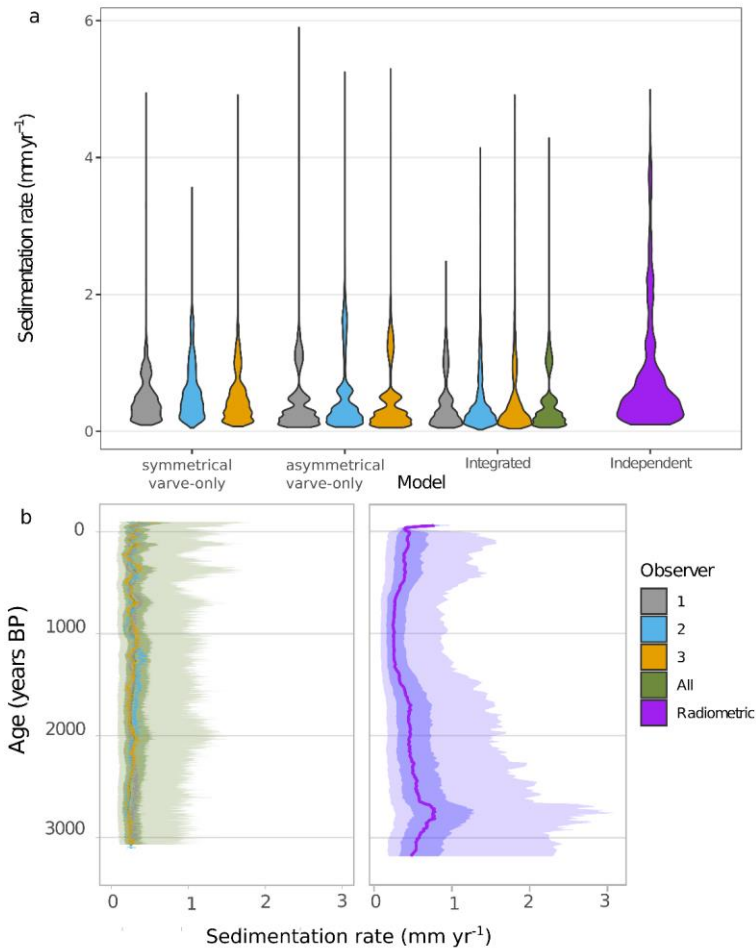 a
6
4
2
0
Sedimentation rate (mm yr⁻¹)
symmetrical
varve-only
asymmetrical
varve-only
Integrated
Independent
Model
b
0
1000
2000
3000
Age (years BP)
0 1 2 3
0 1 2 3
Sedimentation rate (mm yr⁻¹)
Observer
1
2
3
All
Radiometric